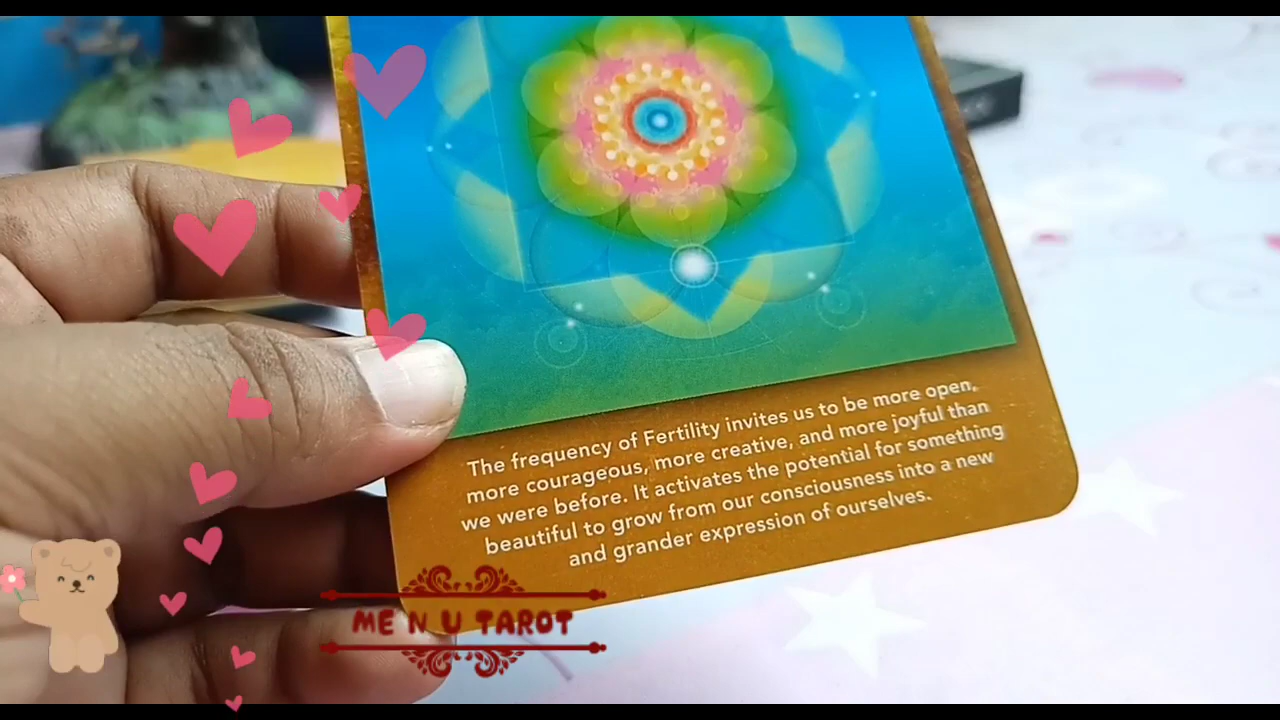 The frequency of Fertility invites us to be more open,
more courageous, more creative, and more joyful than
we were before. It activates the potential for something
beautiful to grow from our consciousness into a new
and grander expression of ourselves.
ME N U TAROT